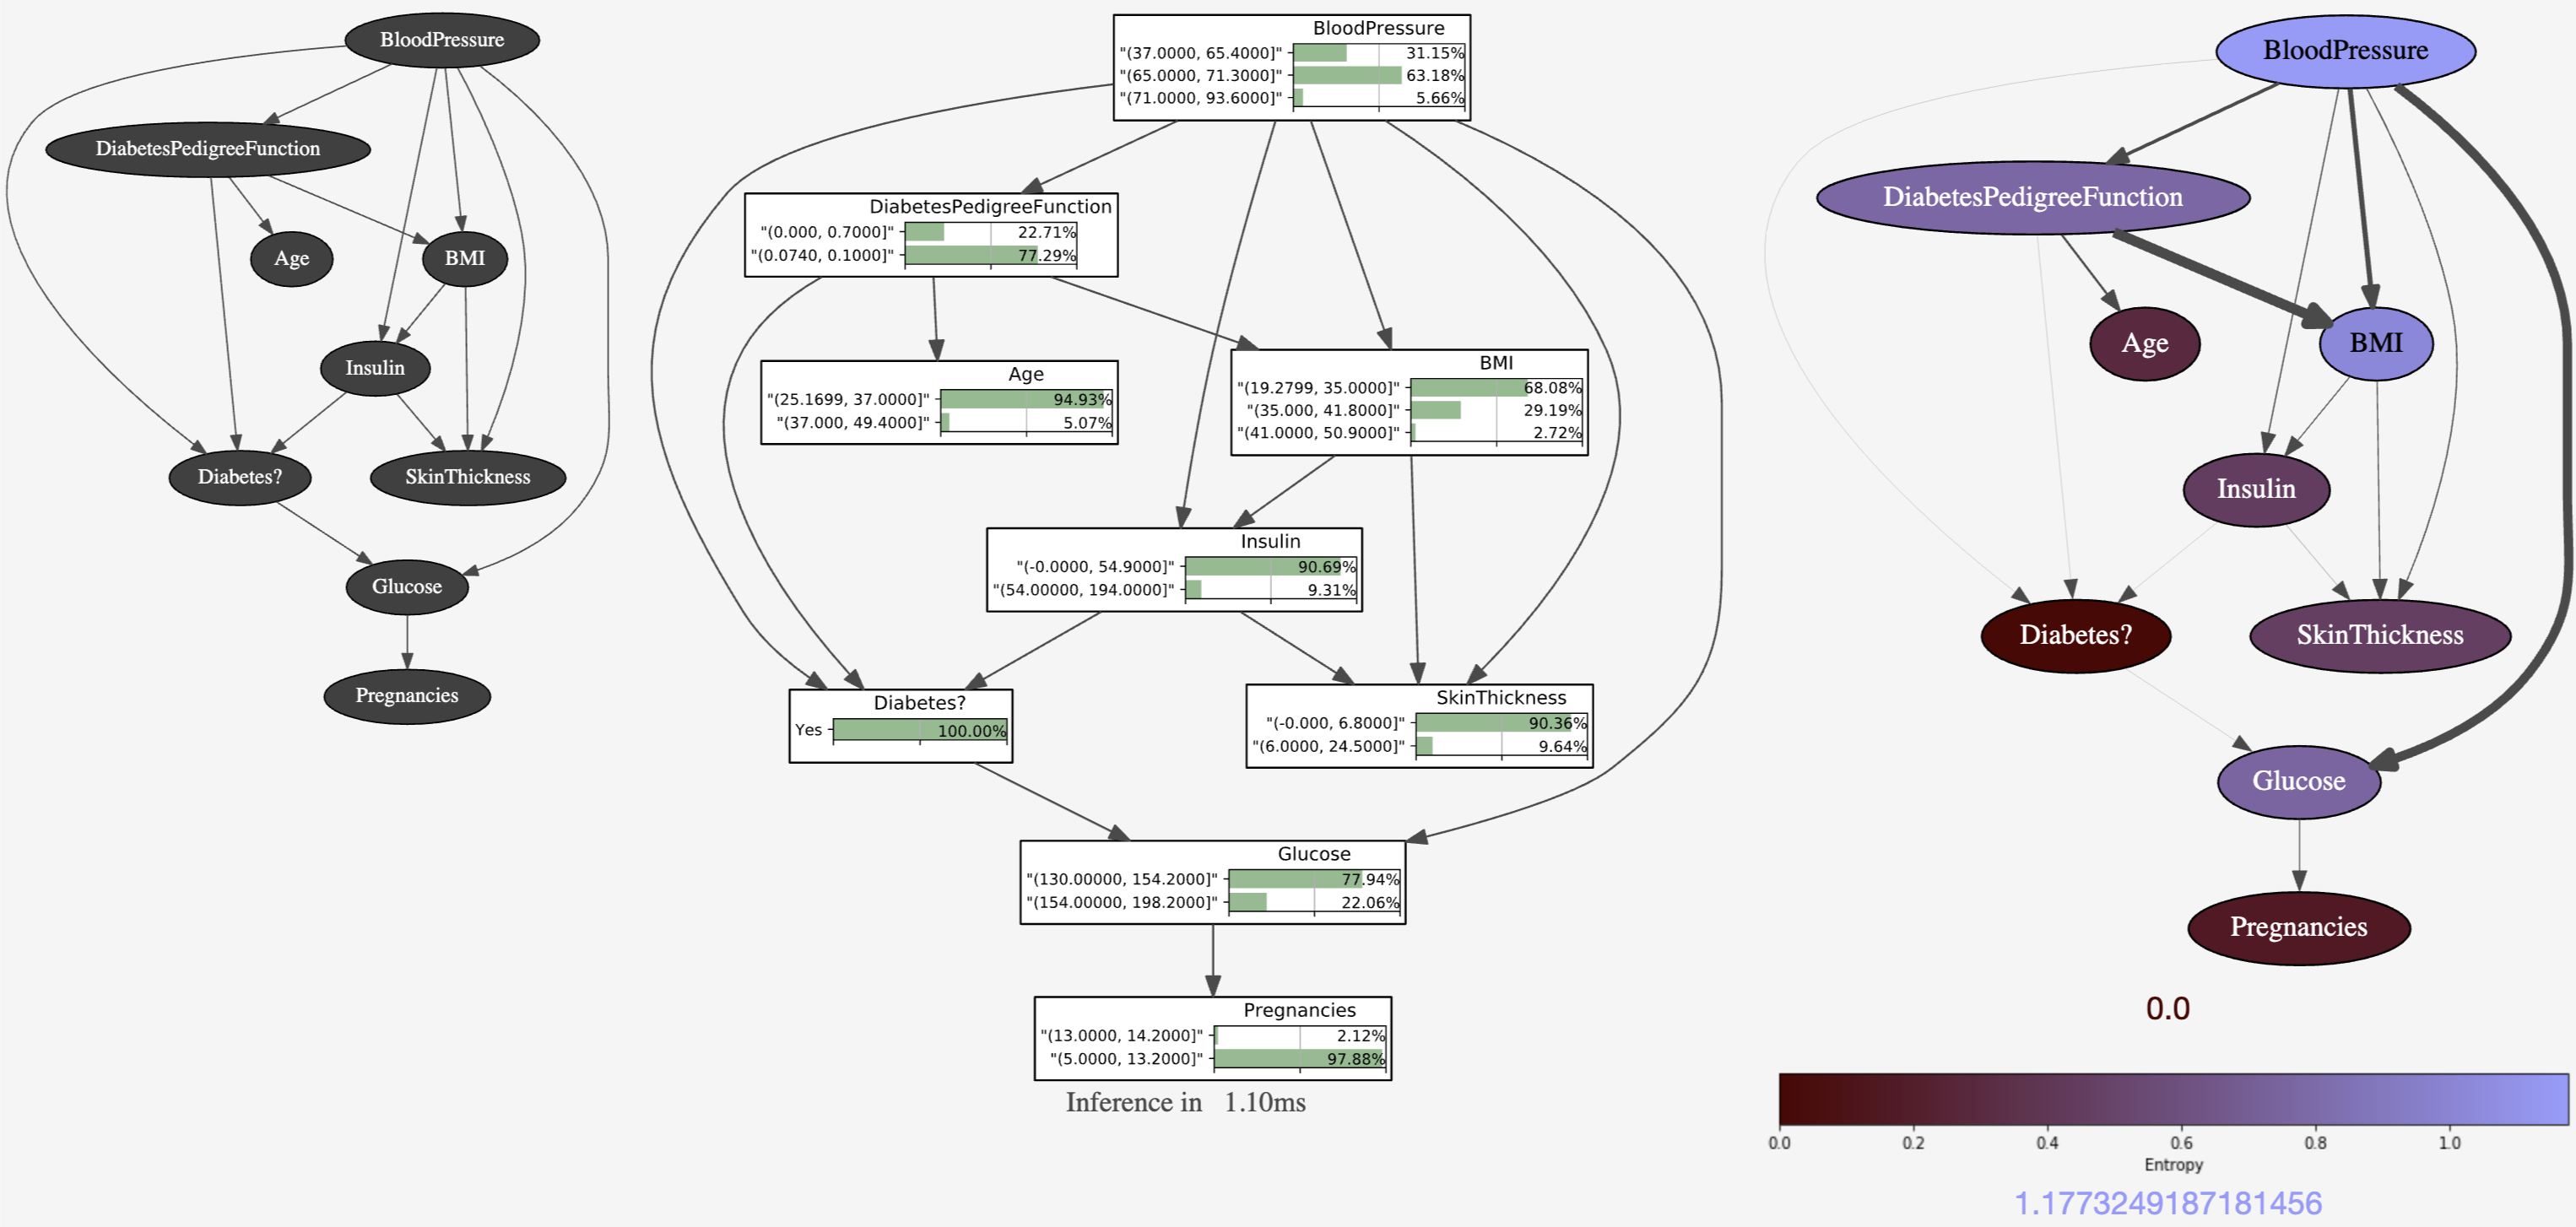 BloodPressure
DiabetesPedigreeFunction
Age
BMI
Insulin
Diabetes?
SkinThickness
Glucose
Pregnancies
BloodPressure
"(37.0000, 65.4000]" 31.15%
"(65.0000, 71.3000]" 63.18%
"(71.0000, 93.6000]" 5.66%
DiabetesPedigreeFunction
"(0.000, 0.7000]" 22.71%
"(0.0740, 0.1000]" 77.29%
Age
"(25.1699, 37.0000]" 94.93%
"(37.000, 49.4000]" 5.07%
BMI
"(19.2799, 35.0000]" 68.08%
"(35.000, 41.8000]" 29.19%
"(41.0000, 50.9000]" 2.72%
Insulin
"(-0.0000, 54.9000]" 90.69%
"(54.00000, 194.0000]" 9.31%
Diabetes?
Yes 100.00%
SkinThickness
"(-0.000, 6.8000]" 90.36%
"(6.0000, 24.5000]" 9.64%
Glucose
"(130.00000, 154.2000]" 77.94%
"(154.00000, 198.2000]" 22.06%
Pregnancies
"(13.0000, 14.2000]" 2.12%
"(5.0000, 13.2000]" 97.88%
Inference in 1.10ms
BloodPressure
DiabetesPedigreeFunction
Age
BMI
Insulin
Diabetes?
SkinThickness
Glucose
Pregnancies
0.0
0.0 0.2 0.4 0.6 0.8 1.0
Entropy
1.1773249187181456